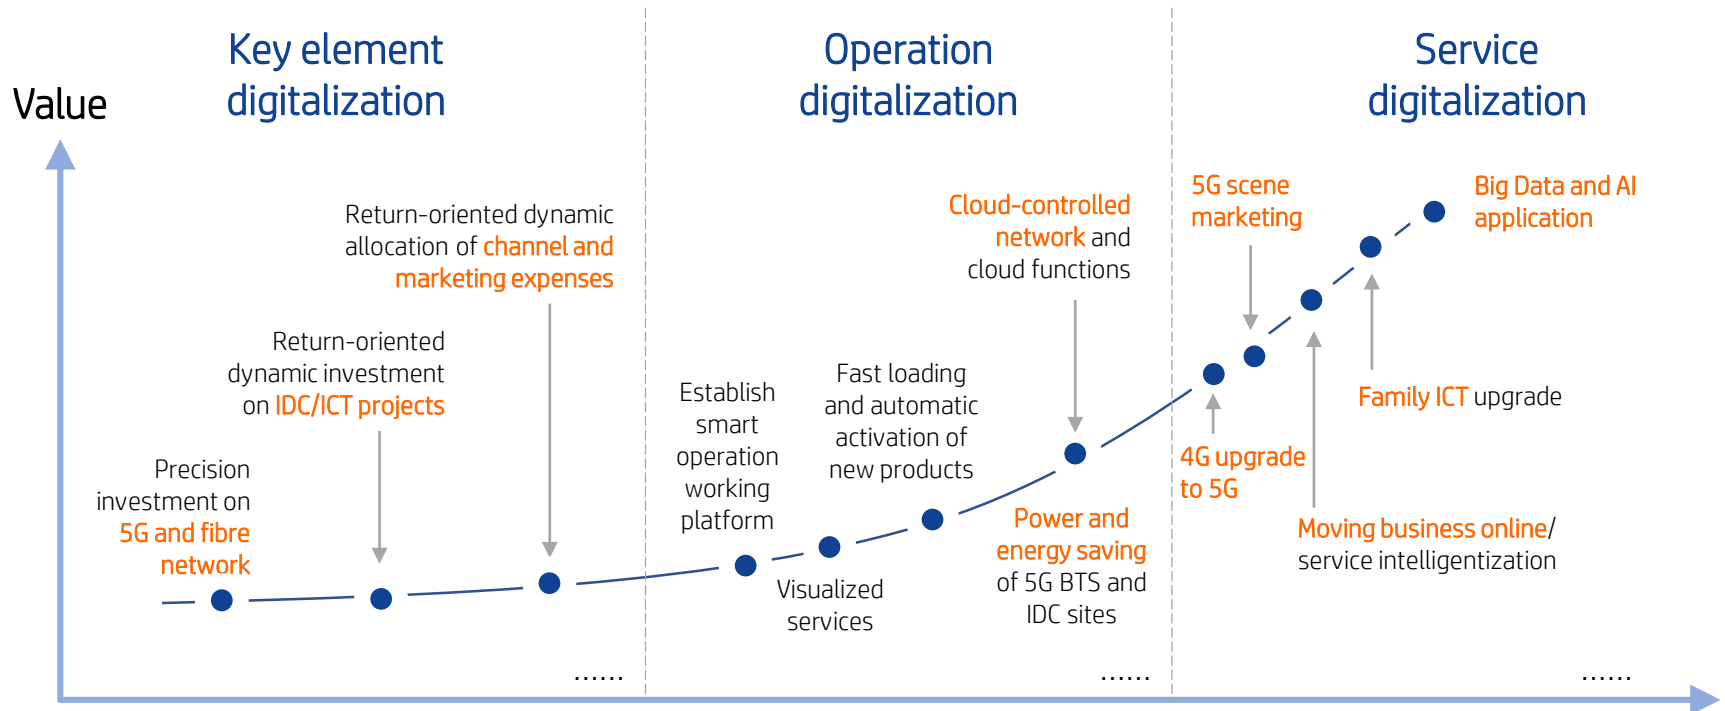 Value
Key element
digitalization
Return-oriented dynamic
allocation of channel and
marketing expenses
Return-oriented
dynamic investment
on IDC/ICT projects
Precision
investment on
5G and fibre
network
......
Operation
digitalization
Cloud-controlled
network and
cloud functions
Establish
smart
operation
working
platform
Fast loading
and automatic
activation of
new products
Visualized
services
Power and
energy saving
of 5G BTS and
IDC sites
......
Service
digitalization
5G scene
marketing
Big Data and AI
application
Family ICT upgrade
4G upgrade
to 5G
Moving business online/
service intelligentization
......